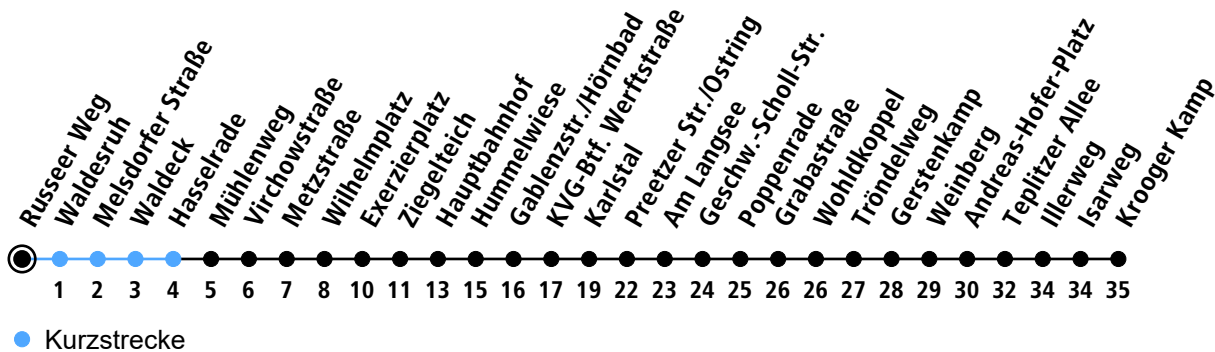 Russeer Weg
Waldesruh
Melsdorfer Straße
Waldeck
Hasselrade
Mühlenweg
Virchowstraße
Metzstraße
Wilhelmplatz
Exerzierplatz
Ziegelteich
Hauptbahnhof
Hummelwiese
Gablenzstr./Hörnbad
KVG-Btf. Werftstraße
Karlstal
Preetzer Str./Ostring
Am Langsee
Geschw.-Scholl-Str.
Poppenrade
Grabastraße
Wohldkoppel
Tröndelweg
Gerstenkamp
Weinberg
Andreas-Hofer-Platz
Teplitzer Allee
Illerweg
Isarweg
Krooger Kamp
1 2 3 4 5 6 7 8 10 11 13 15 16 17 19 22 23 24 25 26 26 27 28 29 30 32 34 34 35
Kurzstrecke